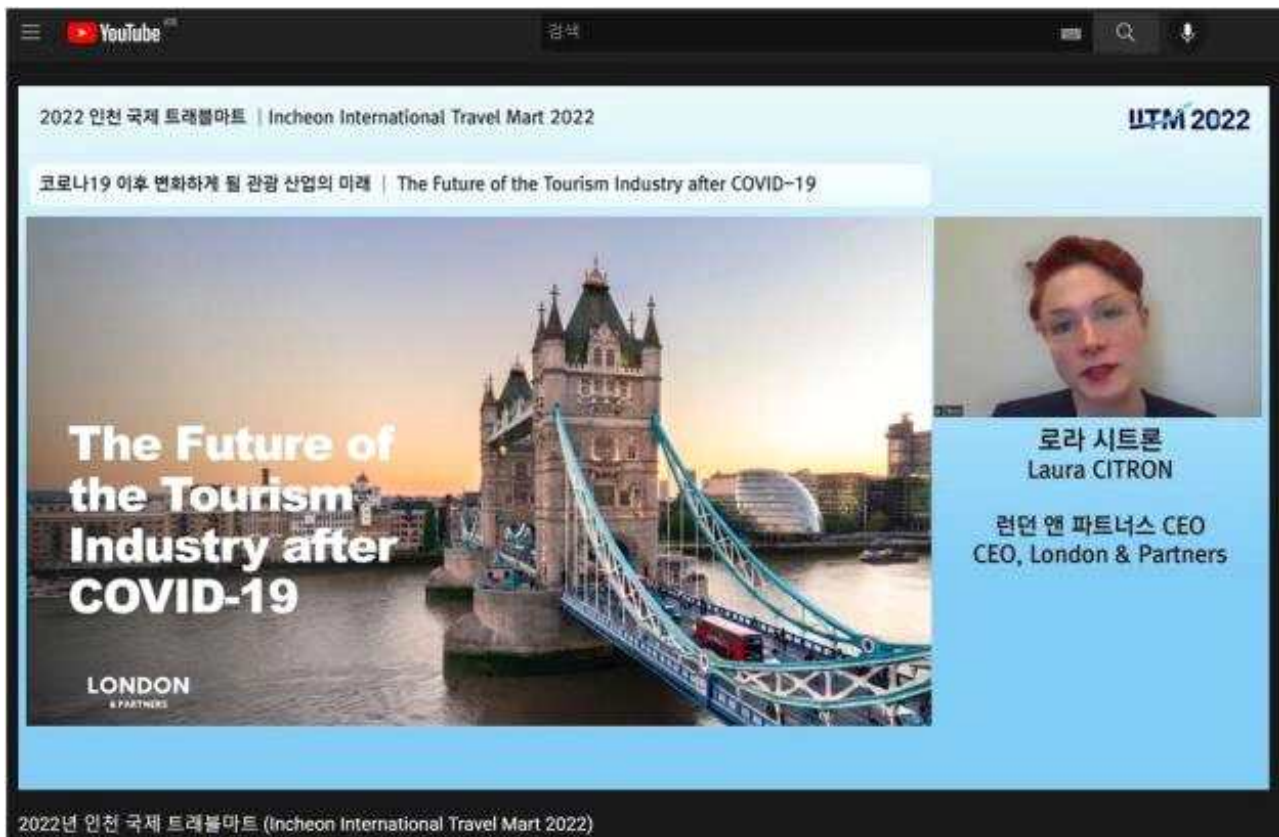 YouTube KR
검색
2022 인천 국제 트래블마트 | Incheon International Travel Mart 2022
IITM 2022
코로나19 이후 변화하게 될 관광 산업의 미래 | The Future of the Tourism Industry after COVID-19
The Future of
the Tourism
Industry after
COVID-19
LONDON
& PARTNERS
로라 시트론
Laura CITRON
런던 앤 파트너스 CEO
CEO, London & Partners
2022년 인천 국제 트래블마트 (Incheon International Travel Mart 2022)